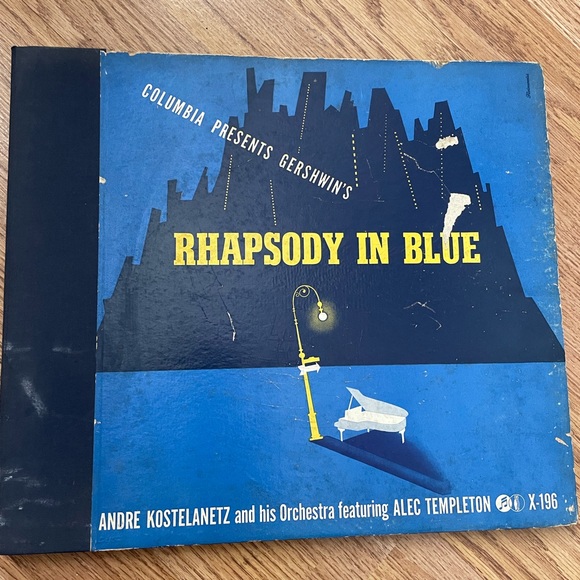 COLUMBIA PRESENTS GERSHWIN'S
RHAPSODY IN BLUE
ANDRE KOSTELANETZ and his Orchestra featuring ALEC TEMPLETON X-196